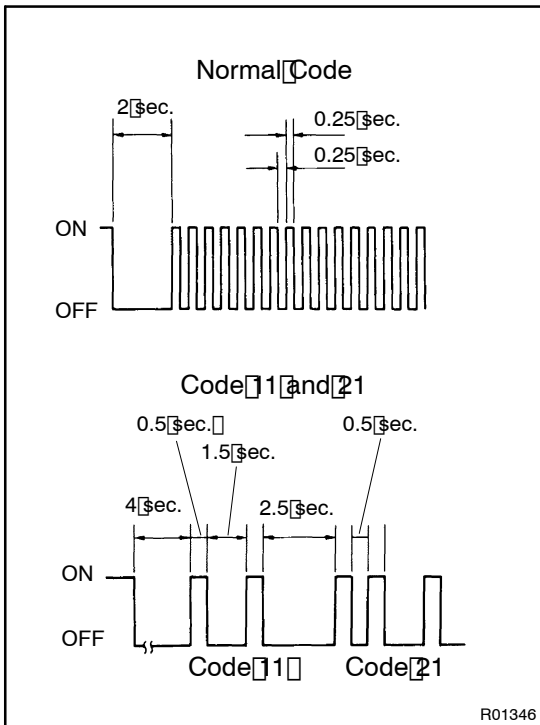 Normal Code
2 sec.
0.25 sec.
0.25 sec.
ON
OFF
Code 11 and 21
0.5 sec.
0.5 sec.
1.5 sec.
4 sec.
2.5 sec.
ON
OFF
Code 11
Code 21
R01346